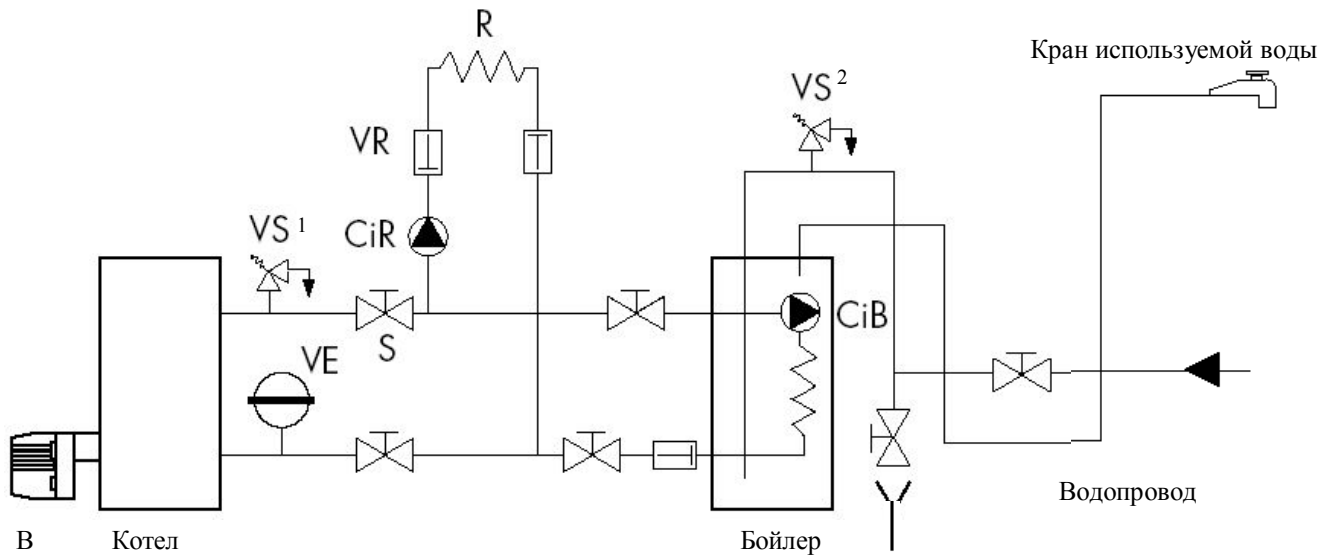 R
Кран используемой воды
VS 2
VR
VS 1
CiR
CiB
S
VE
Водопровод
В
Котел
Бойлер